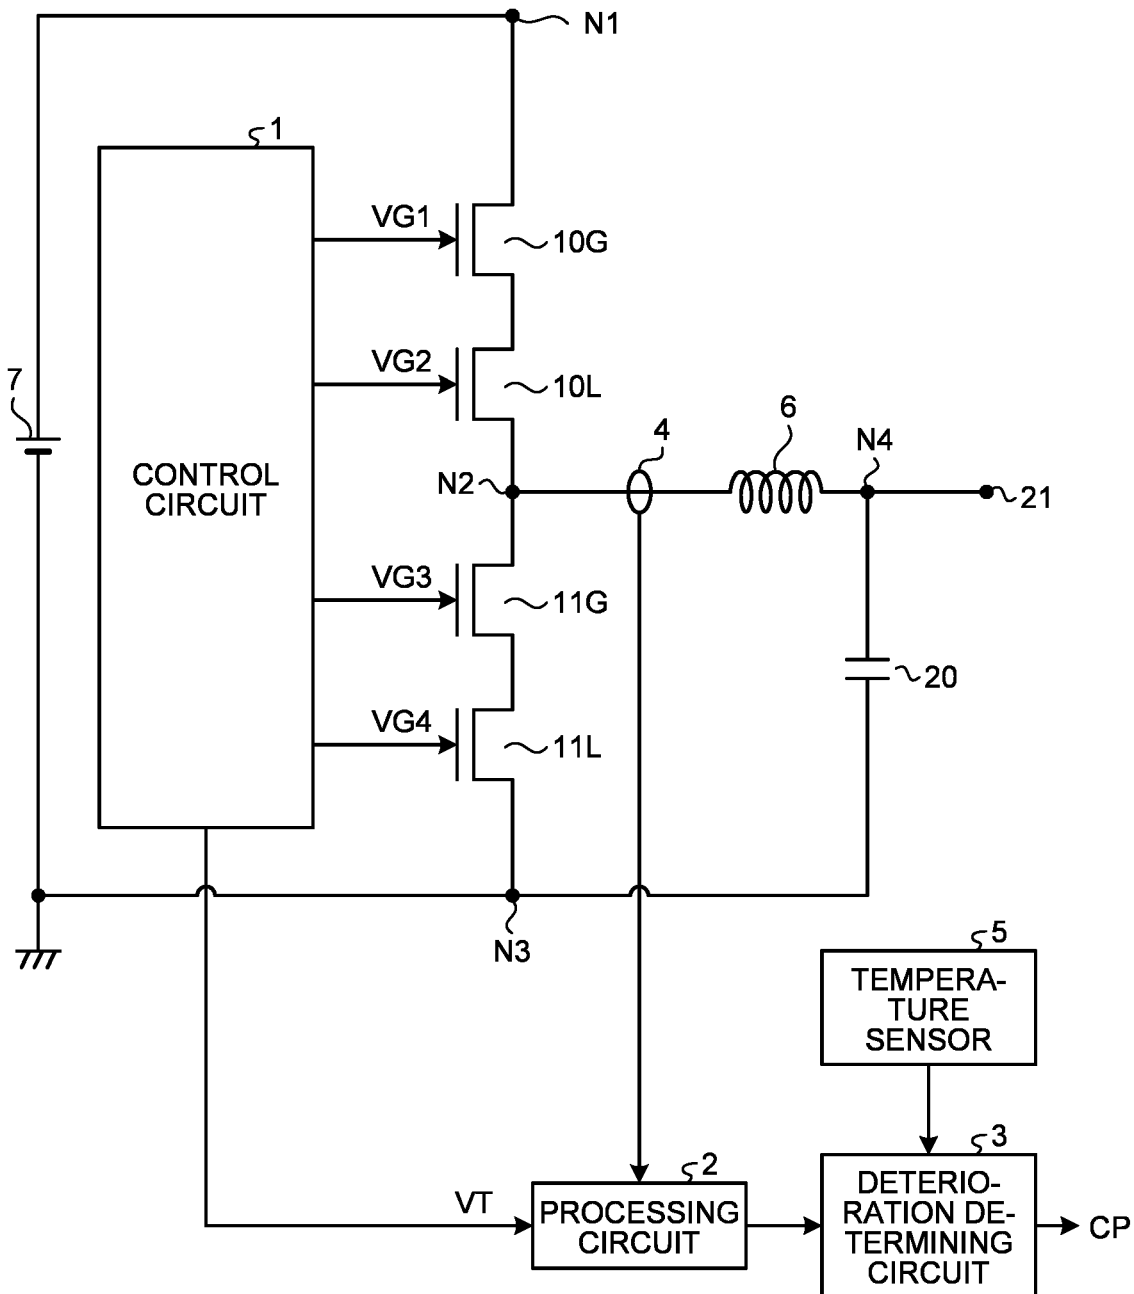 N1
1
VG1
10G
VG2
10L
7
4
6
N4
CONTROL
CIRCUIT
N2
21
VG3
11G
20
VG4
11L
N3
5
TEMPERA-
TURE
SENSOR
2
3
VT
PROCESSING
CIRCUIT
DETERIO-
RATION DE-
TERMINING
CIRCUIT
CP